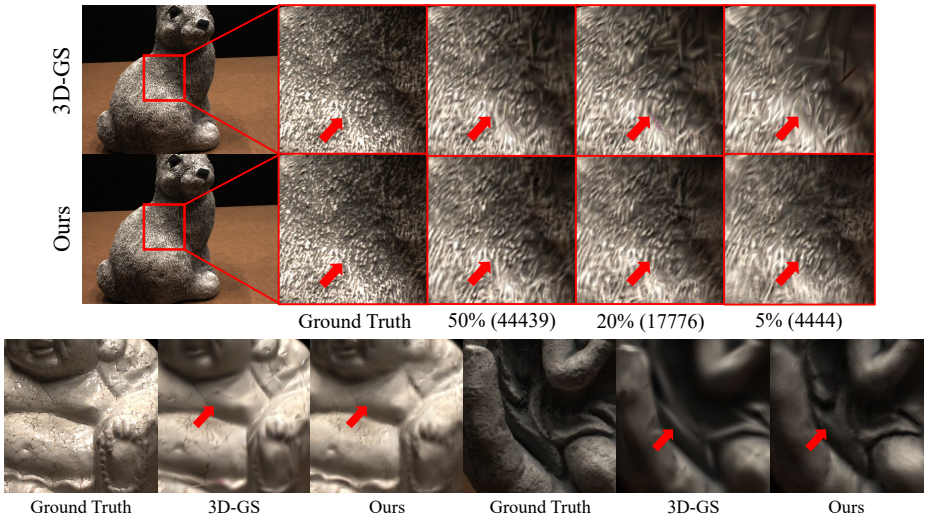 3D-GS
Ours
Ground Truth 50% (44439) 20% (17776) 5% (4444)
Ground Truth 3D-GS Ours Ground Truth 3D-GS Ours